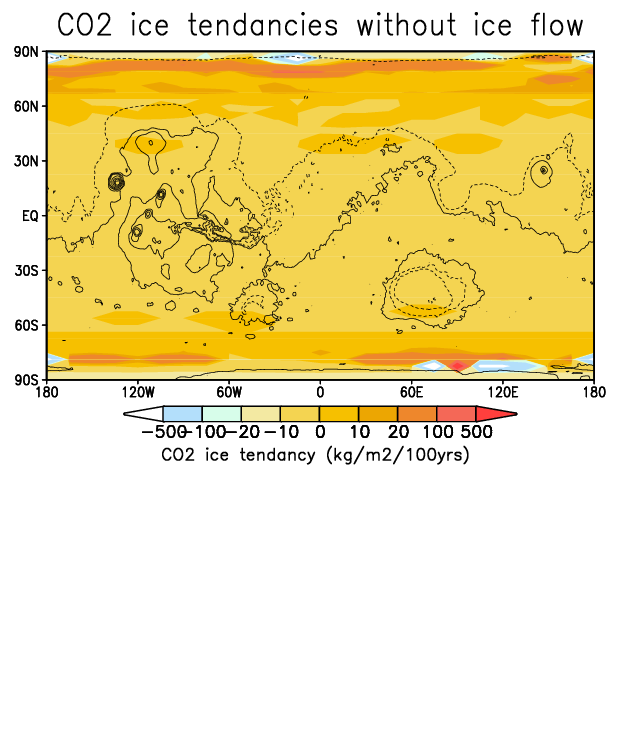 CO2 ice tendancies without ice flow
90N
60N
30N
EQ
30S
60S
90S
180 120W 60W 0 60E 120E 180
−500 −100 −20 −10 0 10 20 100 500
CO2 ice tendancy (kg/m2/100yrs)